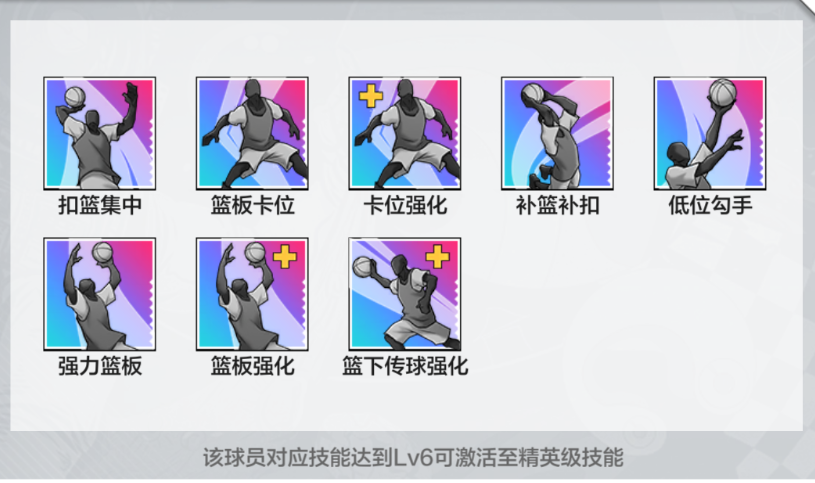 扣篮集中
篮板卡位
卡位强化
补篮补扣
低位勾手
强力篮板
篮板强化
篮下传球强化
该球员对应技能达到Lv6可激活至精英级技能